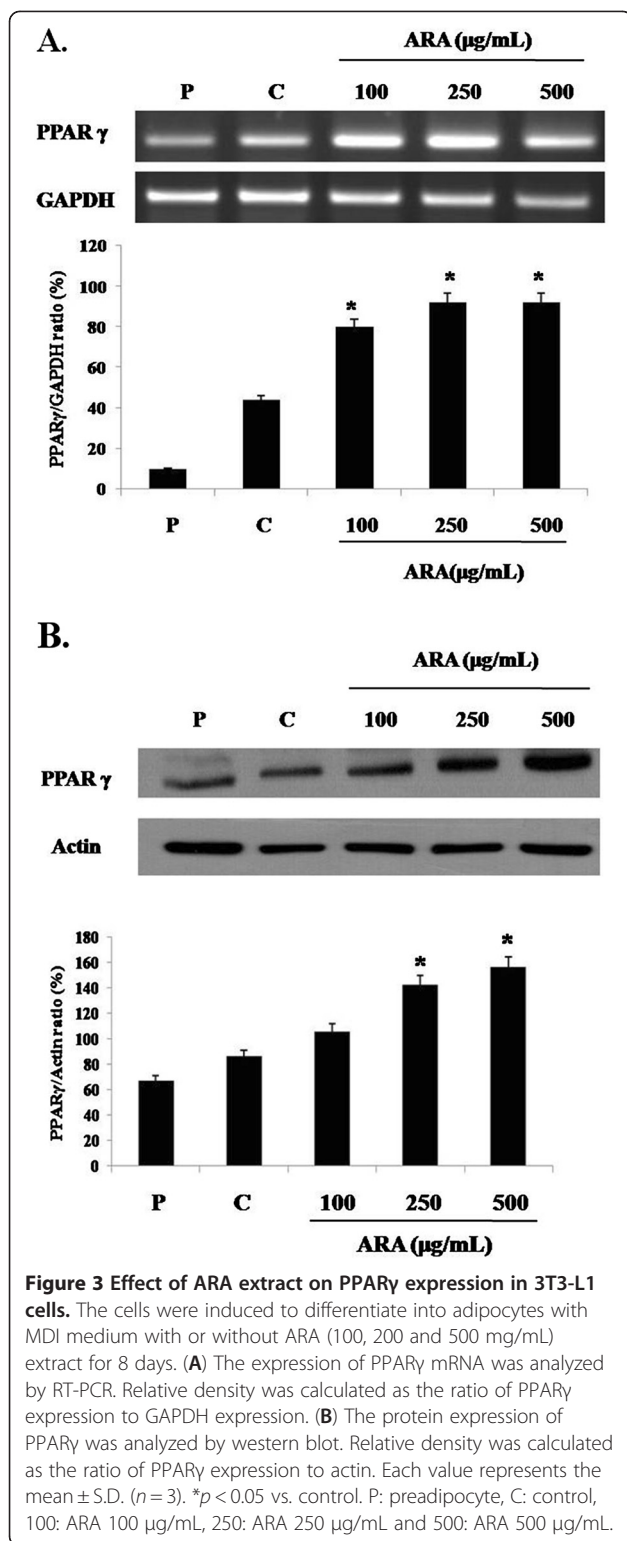 A.
ARA (μg/mL)
P C 100 250 500
PPAR γ
GAPDH
PPARγ/GAPDH ratio (%)
120
100
80
60
40
20
0
* * *
P C 100 250 500
ARA(μg/mL)
B.
ARA (μg/mL)
P C 100 250 500
PPAR γ
Actin
PPARγ/Actin ratio (%)
180
160
140
120
100
80
60
40
20
0
* *
P C 100 250 500
ARA (μg/mL)
Figure 3 Effect of ARA extract on PPARγ expression in 3T3-L1
cells. The cells were induced to differentiate into adipocytes with
MDI medium with or without ARA (100, 200 and 500 mg/mL)
extract for 8 days. (A) The expression of PPARγ mRNA was analyzed
by RT-PCR. Relative density was calculated as the ratio of PPARγ
expression to GAPDH expression. (B) The protein expression of
PPARγ was analyzed by western blot. Relative density was calculated
as the ratio of PPARγ expression to actin. Each value represents the
mean ± S.D. (n = 3). *p < 0.05 vs. control. P: preadipocyte, C: control,
100: ARA 100 μg/mL, 250: ARA 250 μg/mL and 500: ARA 500 μg/mL.